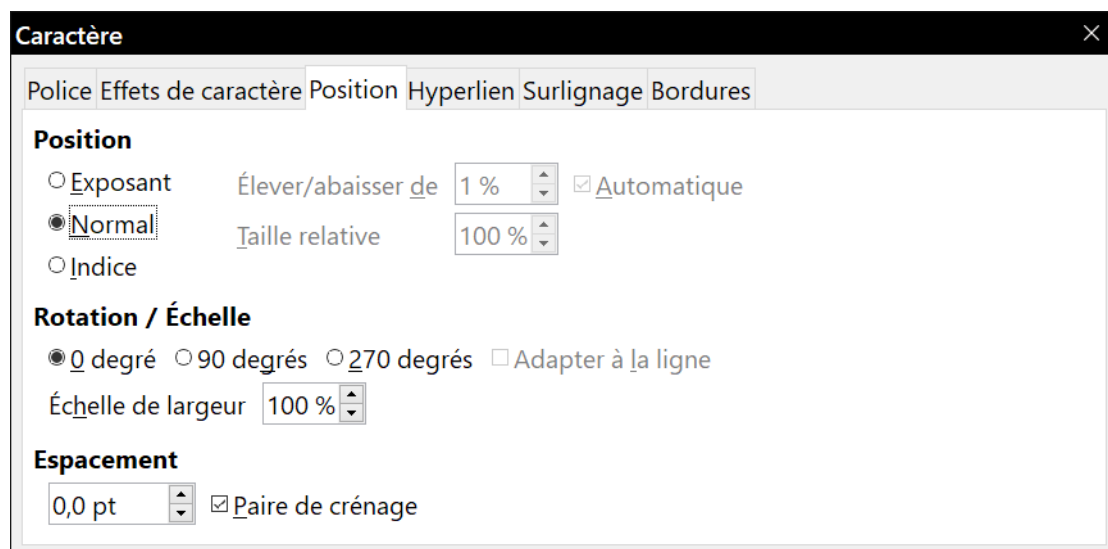 Caractère
Police Effets de caractère Position Hyperlien Surlignage Bordures
Position
Exposant Élever/abaisser de 1 % Automatique
Normal Taille relative 100 %
Indice
Rotation / Échelle
0 degré 90 degrés 270 degrés Adapter à la ligne
Échelle de largeur 100 %
Espacement
0,0 pt Paire de crénage